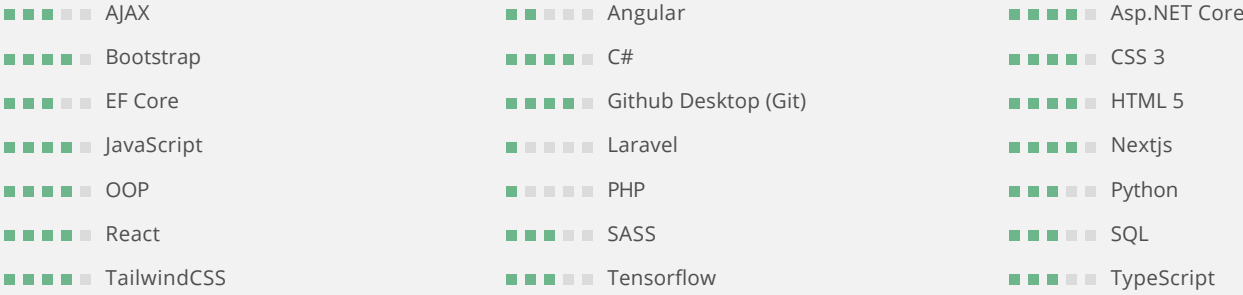 AJAX
Angular
Asp.NET Core
Bootstrap
C#
CSS 3
EF Core
Github Desktop (Git)
HTML 5
JavaScript
Laravel
Nextjs
OOP
PHP
Python
React
SASS
SQL
TailwindCSS
Tensorflow
TypeScript